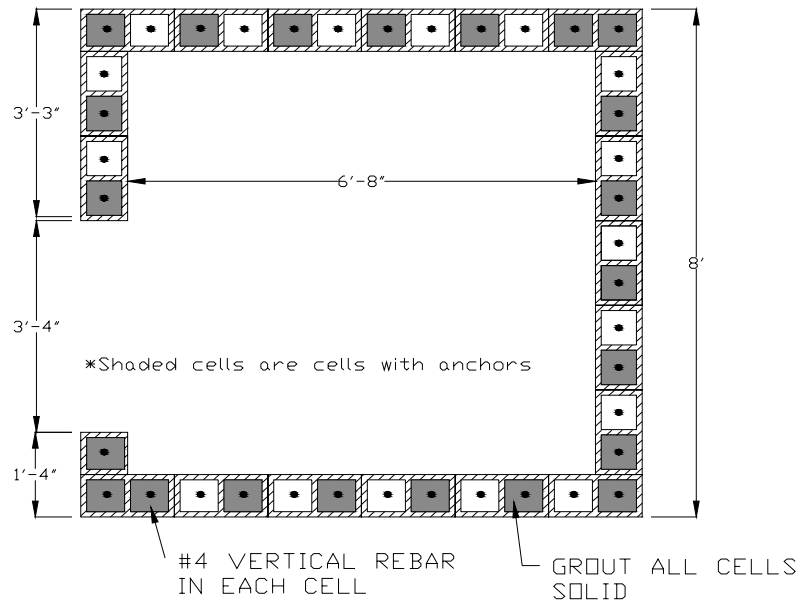 3'-3"
6'-8"
8'
3'-4"
*Shaded cells are cells with anchors
1'-4"
#4 VERTICAL REBAR
IN EACH CELL
GROUT ALL CELLS
SOLID